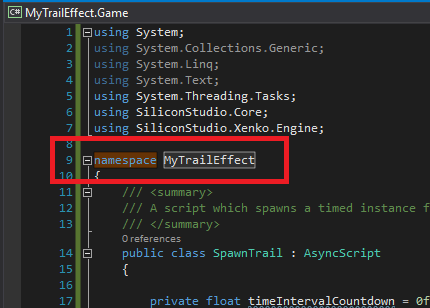 C# MyTrailEffect.Game
1 using System;
2 using System.Collections.Generic;
3 using System.Linq;
4 using System.Text;
5 using System.Threading.Tasks;
6 using SiliconStudio.Core;
7 using SiliconStudio.Xenko.Engine;
8
9 namespace MyTrailEffect
10 {
11 /// <summary>
12 /// A script which spawns a timed instance f
13 /// </summary>
0 references
14 public class SpawnTrail : AsyncScript
15 {
16
17 private float timeIntervalCountdown = 0f